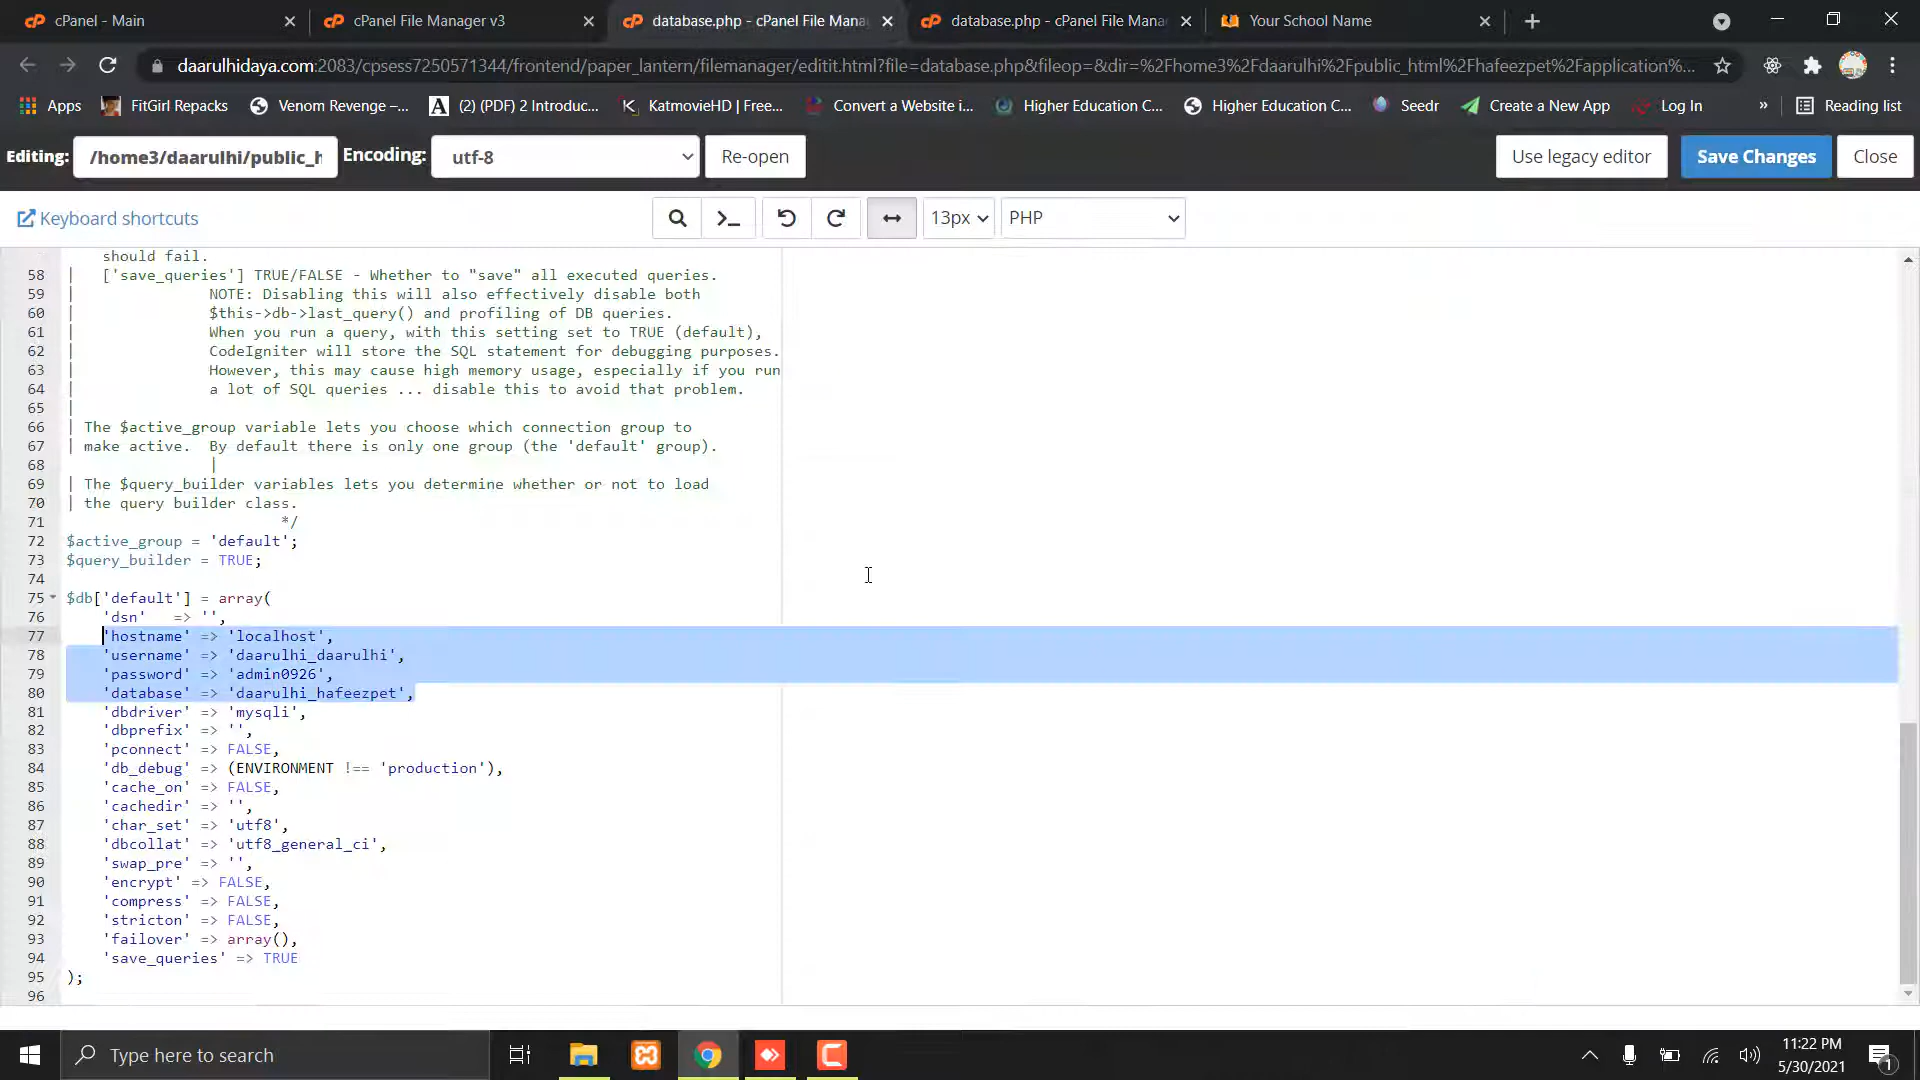 cPanel - Main
cPanel File Manager v3
database.php - cPanel File Mana
database.php - cPanel File Mana
Your School Name
daarulhidaya.com:2083/cpsess7250571344/frontend/paper_lantern/filemanager/editit.html?file=database.php&fileop=&dir=%2Fhome3%2Fdaarulhi%2Fpublic_html%2Fhafeezpet%2Fapplication%...
Apps
FitGirl Repacks
Venom Revenge –...
(2) (PDF) 2 Introduc...
KatmovieHD | Free...
Convert a Website i...
Higher Education C...
Higher Education C...
Seedr
Create a New App
Log In
»
Reading list
Editing:
/home3/daarulhi/public_h
Encoding:
utf-8
Re-open
Use legacy editor
Save Changes
Close
Keyboard shortcuts
13px
PHP
should fail.
58 | ['save_queries'] TRUE/FALSE - Whether to "save" all executed queries.
59 | NOTE: Disabling this will also effectively disable both
60 | $this->db->last_query() and profiling of DB queries.
61 | When you run a query, with this setting set to TRUE (default),
62 | CodeIgniter will store the SQL statement for debugging purposes.
63 | However, this may cause high memory usage, especially if you run
64 | a lot of SQL queries ... disable this to avoid that problem.
65 |
66 | The $active_group variable lets you choose which connection group to
67 | make active. By default there is only one group (the 'default' group).
68 |
69 | The $query_builder variables lets you determine whether or not to load
70 | the query builder class.
71 */
72 $active_group = 'default';
73 $query_builder = TRUE;
74
75 $db['default'] = array(
76 'dsn' => '',
77 'hostname' => 'localhost',
78 'username' => 'daarulhi_daarulhi',
79 'password' => 'admin0926',
80 'database' => 'daarulhi_hafeezpet',
81 'dbdriver' => 'mysqli',
82 'dbprefix' => '',
83 'pconnect' => FALSE,
84 'db_debug' => (ENVIRONMENT !== 'production'),
85 'cache_on' => FALSE,
86 'cachedir' => '',
87 'char_set' => 'utf8',
88 'dbcollat' => 'utf8_general_ci',
89 'swap_pre' => '',
90 'encrypt' => FALSE,
91 'compress' => FALSE,
92 'stricton' => FALSE,
93 'failover' => array(),
94 'save_queries' => TRUE
95 );
96
Type here to search
11:22 PM
5/30/2021
1